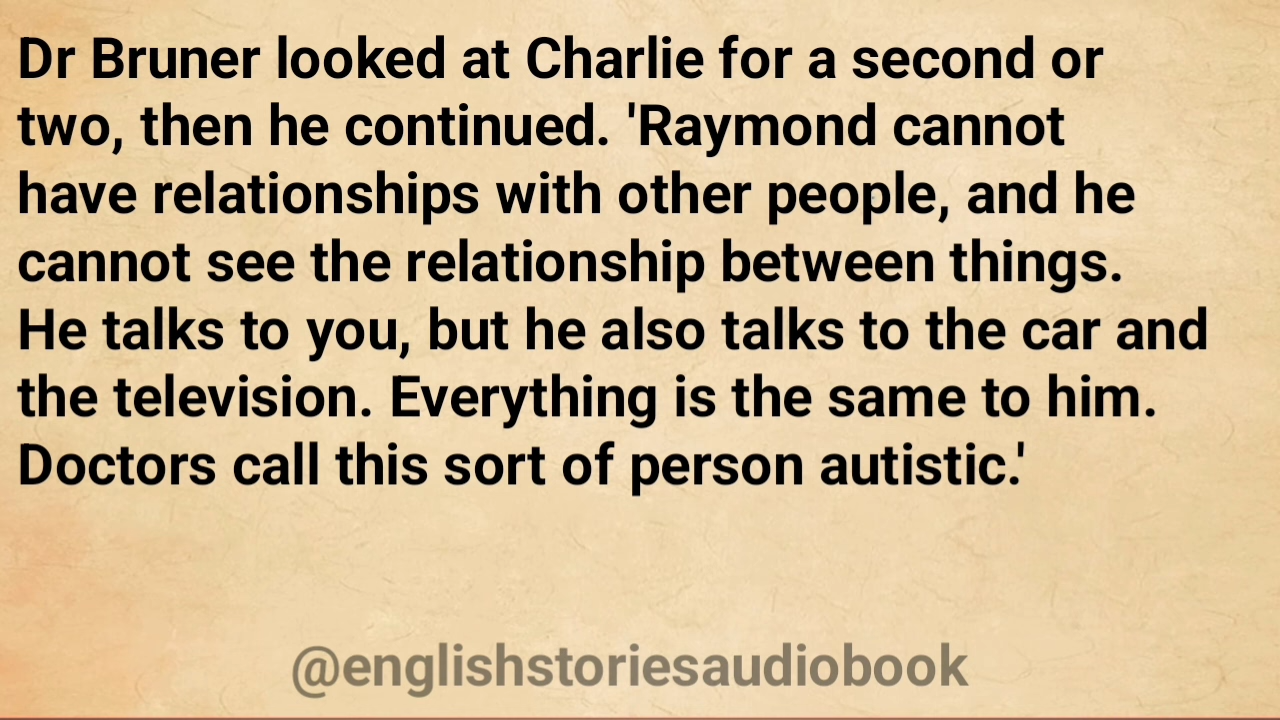 Dr Bruner looked at Charlie for a second or
two, then he continued. 'Raymond cannot
have relationships with other people, and he
cannot see the relationship between things.
He talks to you, but he also talks to the car and
the television. Everything is the same to him.
Doctors call this sort of person autistic.'
@englishstoriesaudiobook